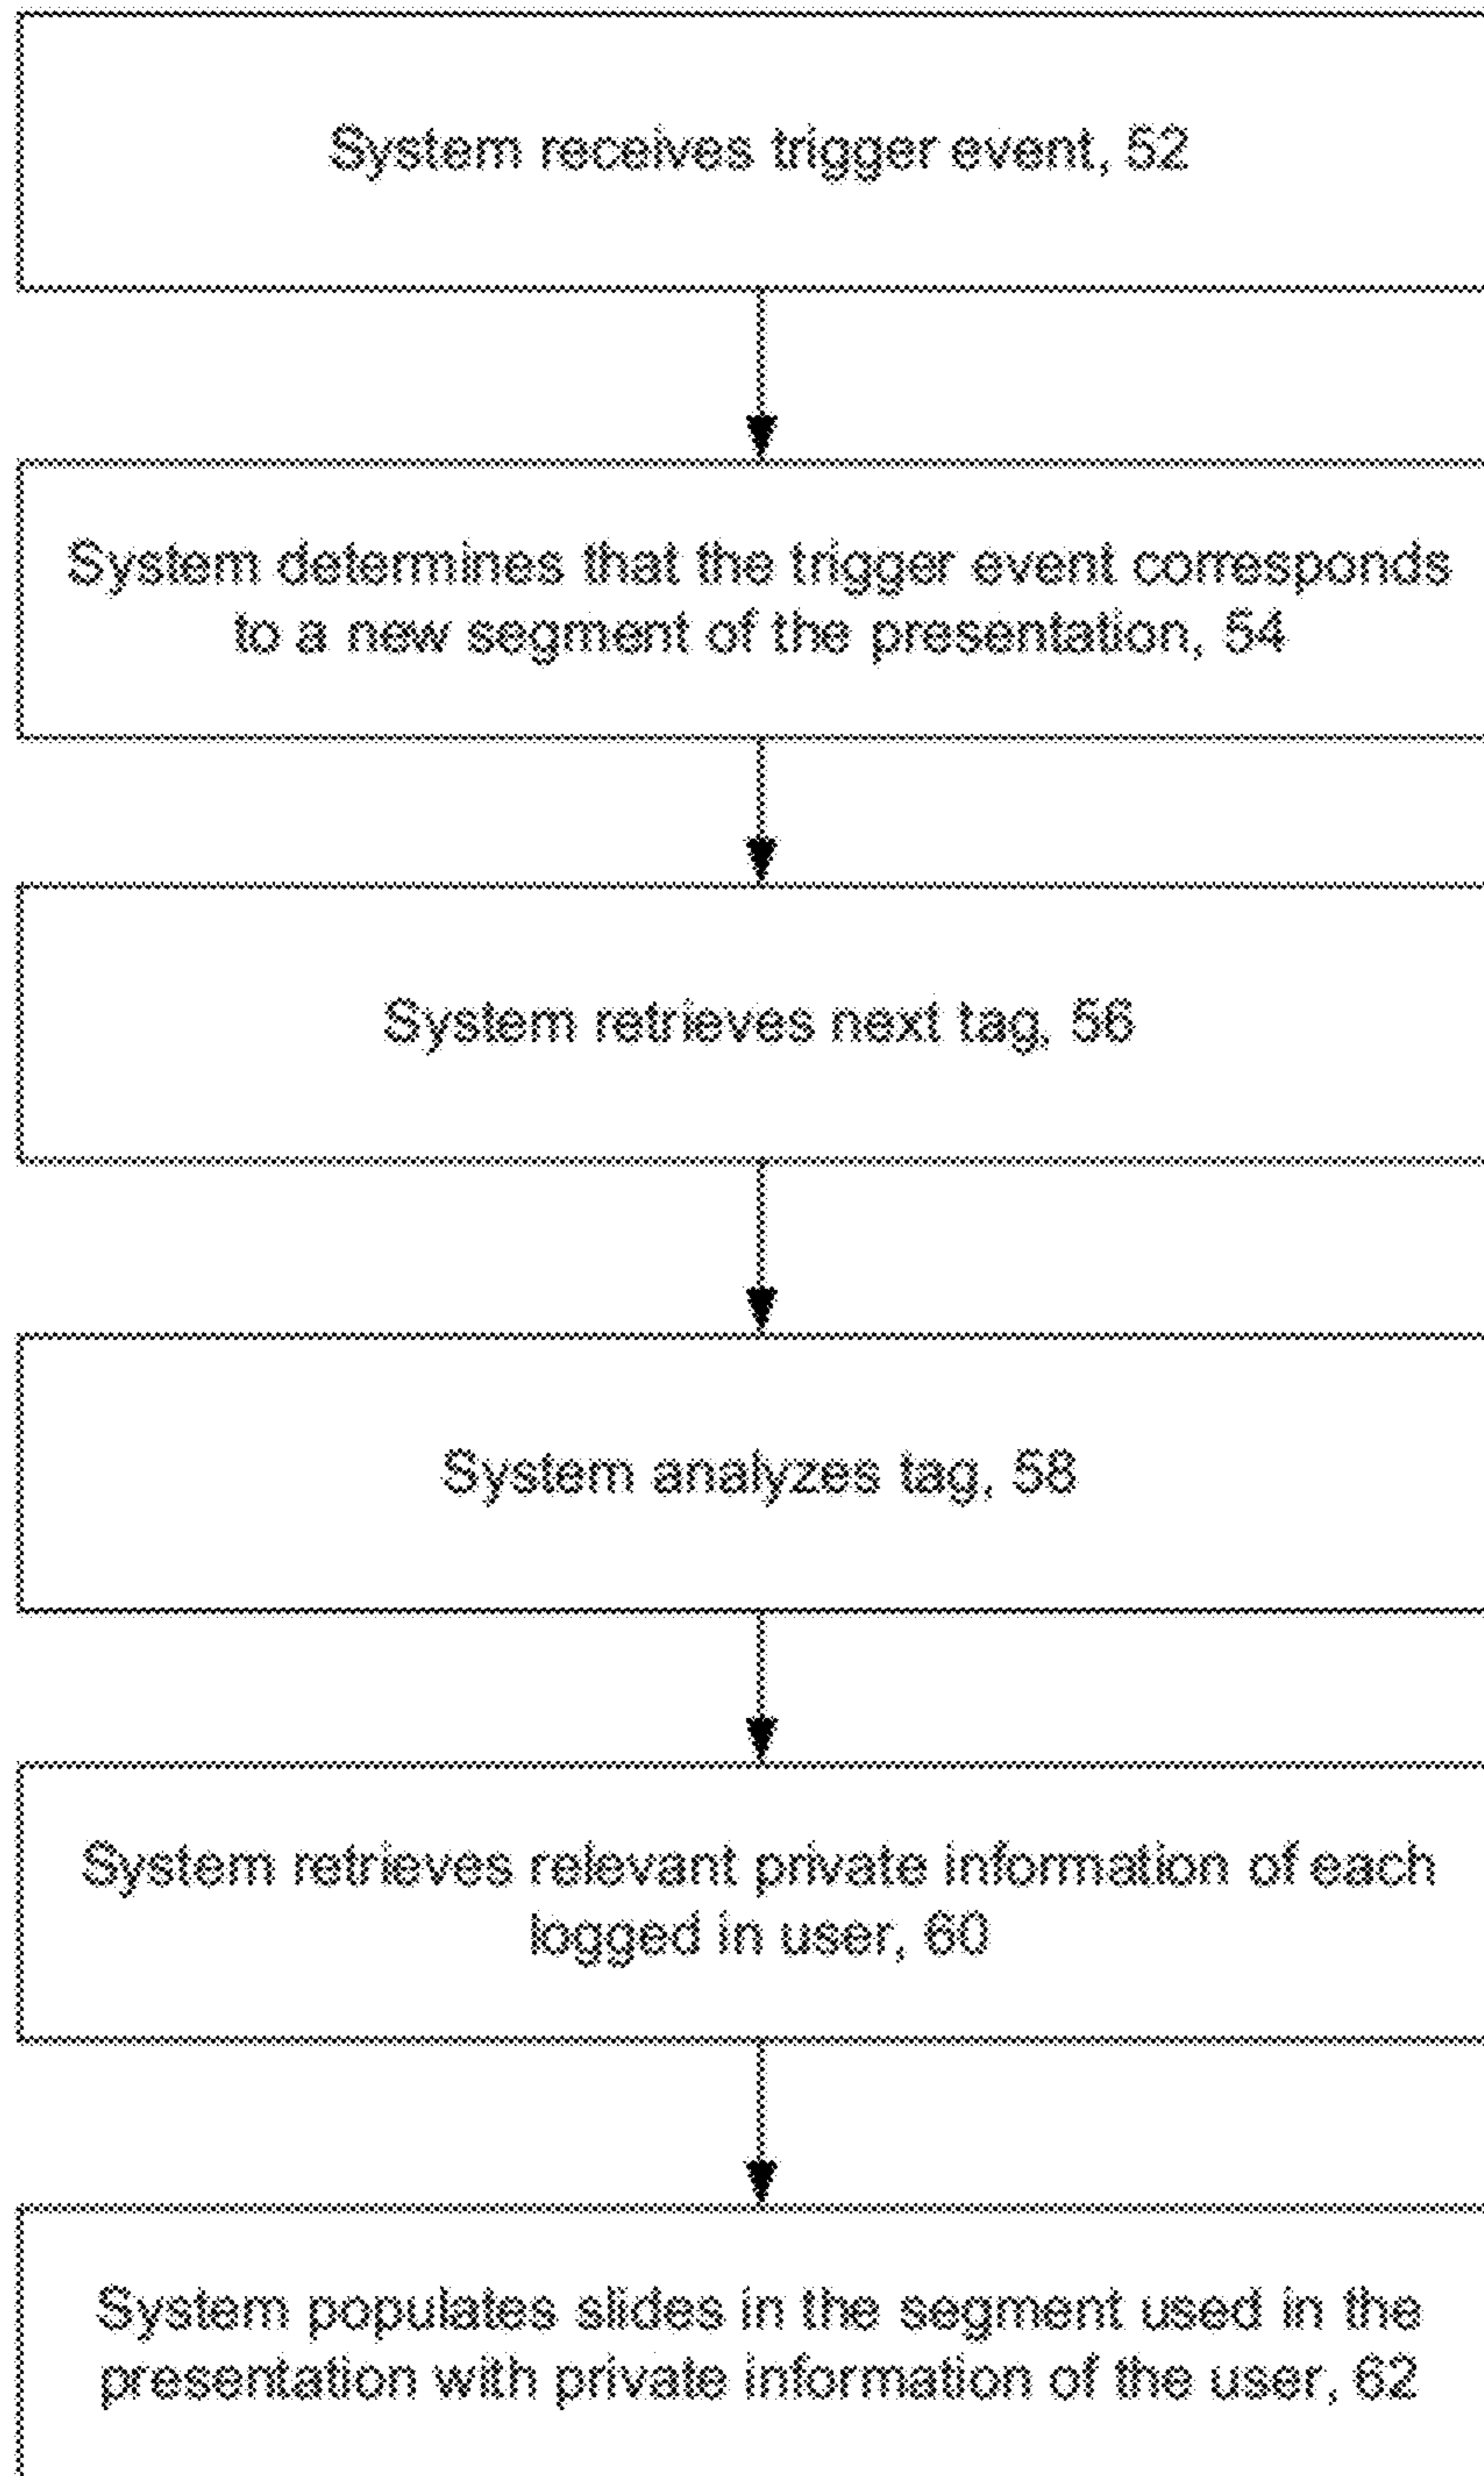 System receives trigger event, 52
System determines that the trigger event corresponds
to a new segment of the presentation, 54
System retrieves next tag, 56
System analyzes tag, 58
System retrieves relevant private information of each
logged in user, 60
System populates slides in the segment used in the
presentation with private information of the user, 62